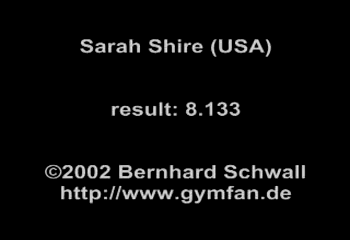 Sarah Shire (USA)
result: 8.133
©2002 Bernhard Schwall
http://www.gymfan.de